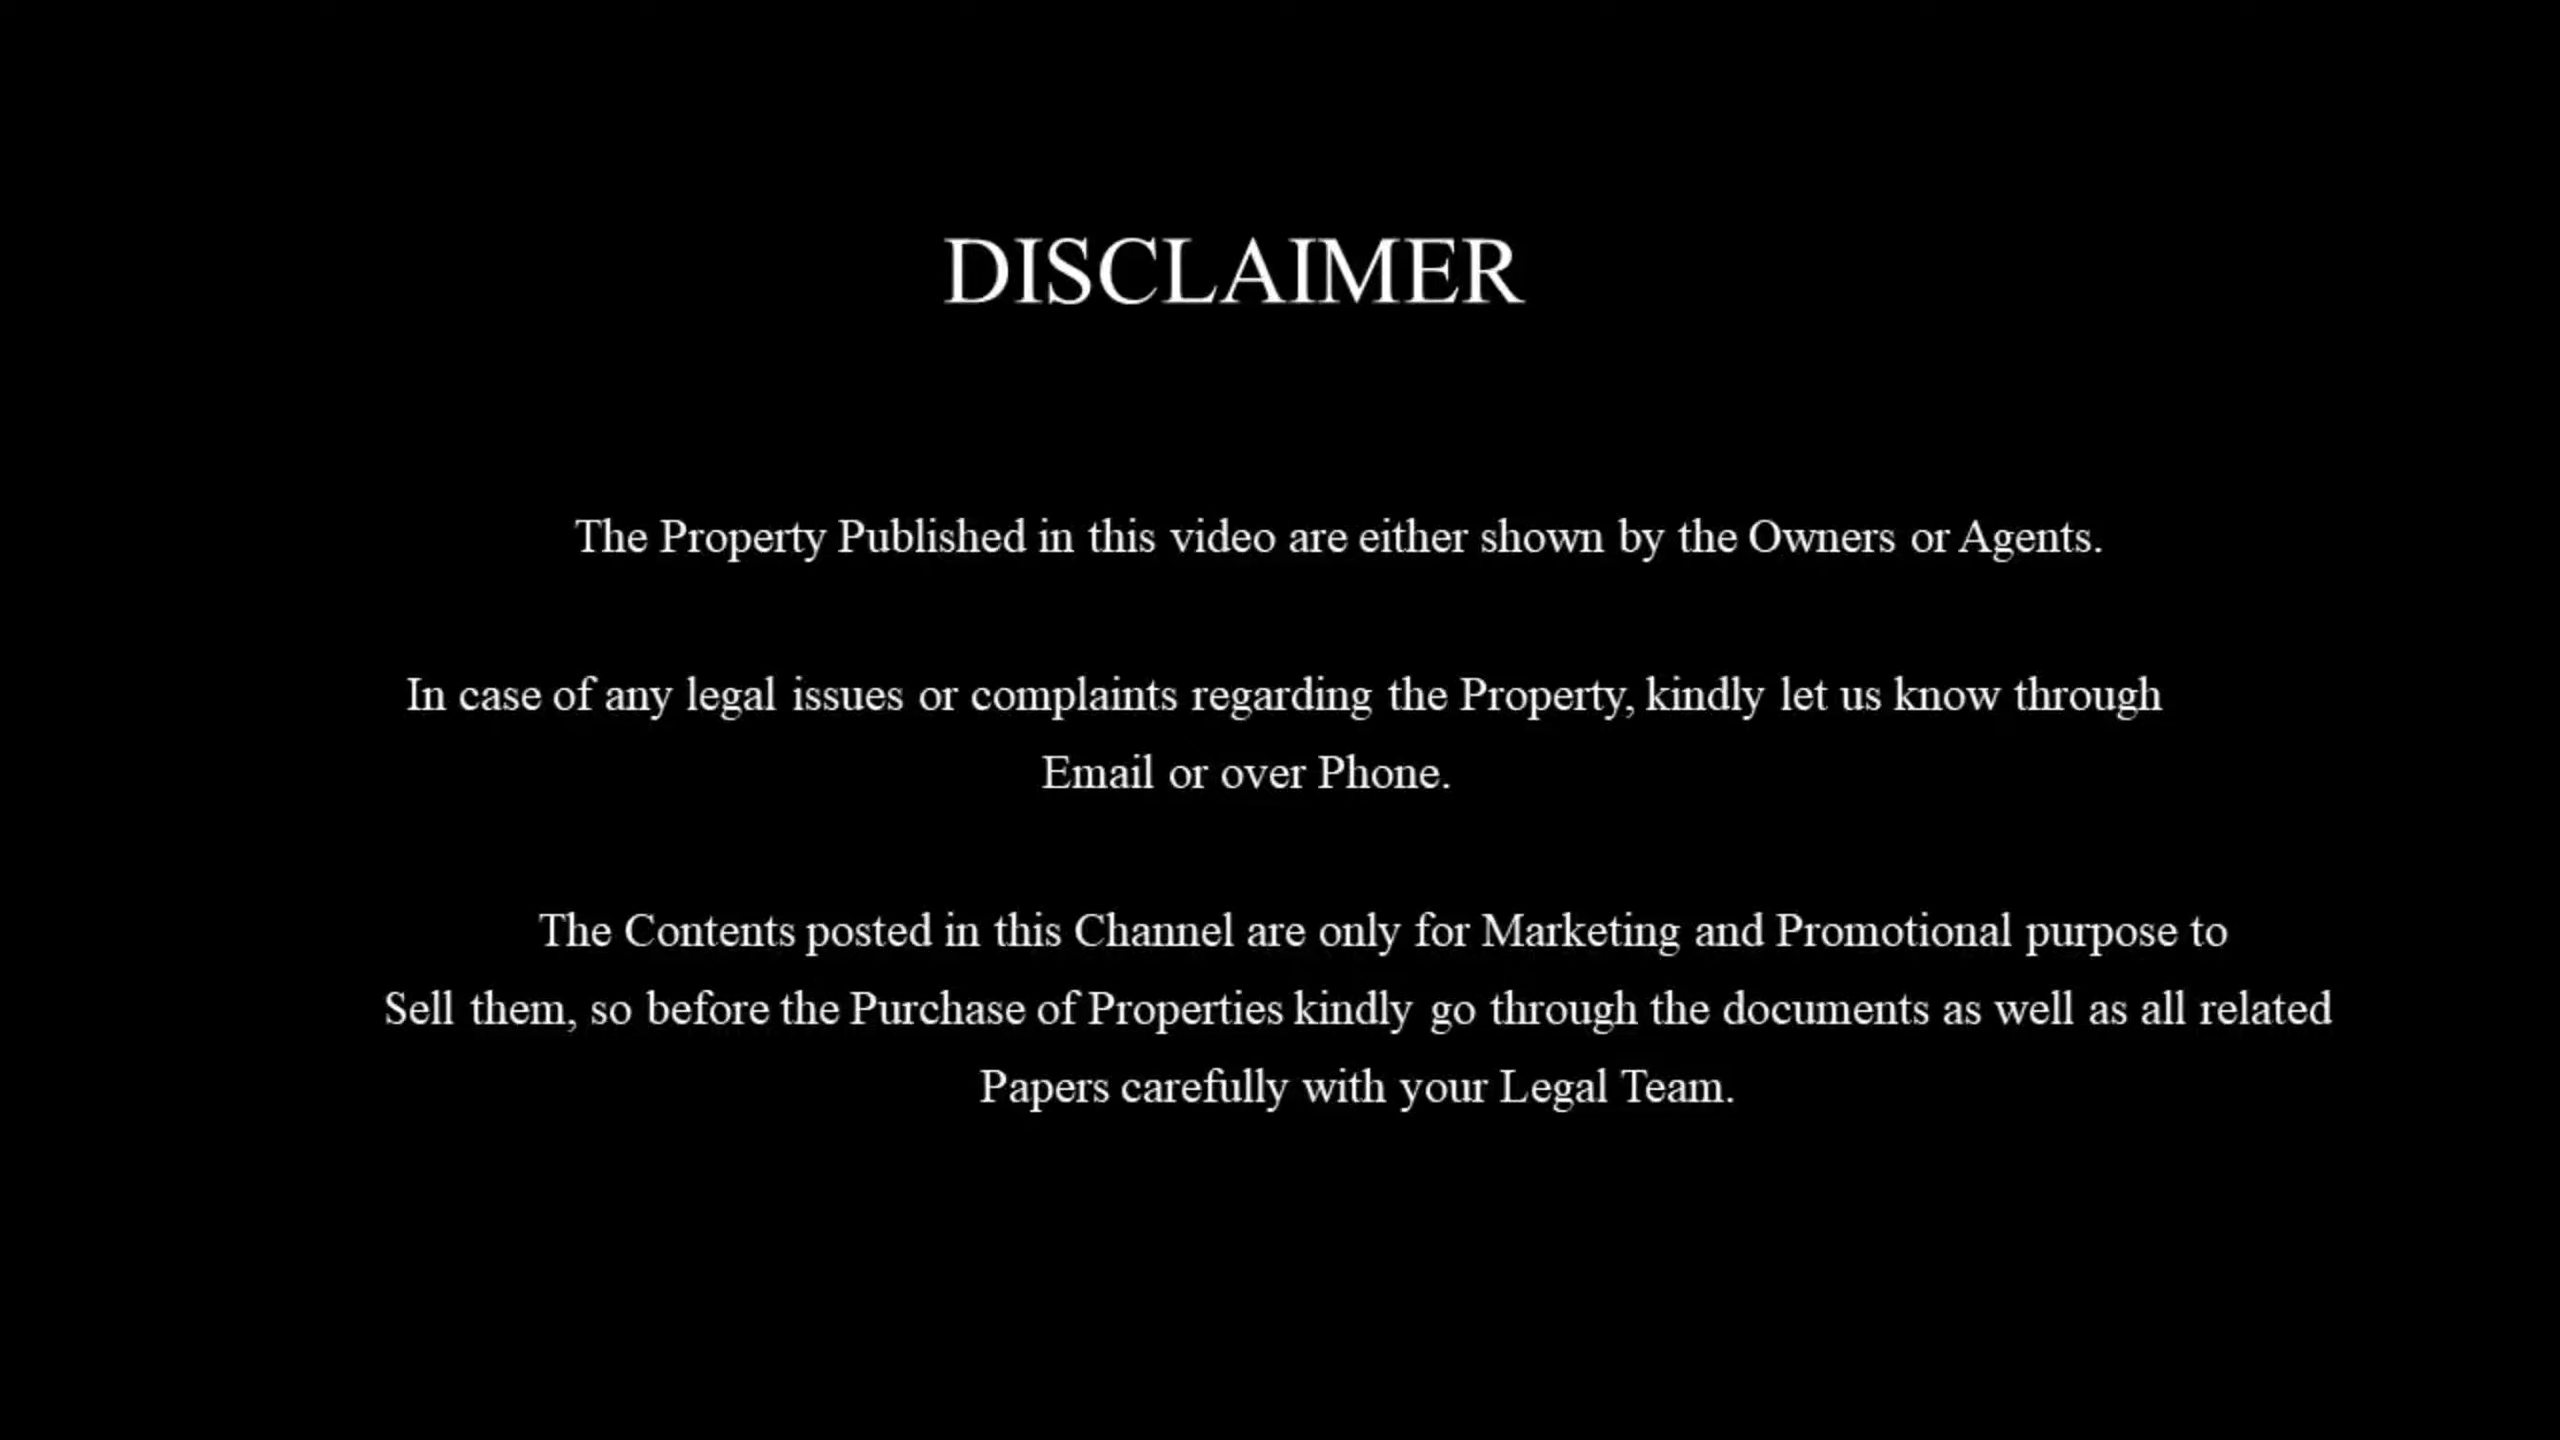 DISCLAIMER
The Property Published in this video are either shown by the Owners or Agents.
In case of any legal issues or complaints regarding the Property, kindly let us know through
Email or over Phone.
The Contents posted in this Channel are only for Marketing and Promotional purpose to
Sell them, so before the Purchase of Properties kindly go through the documents as well as all related
Papers carefully with your Legal Team.